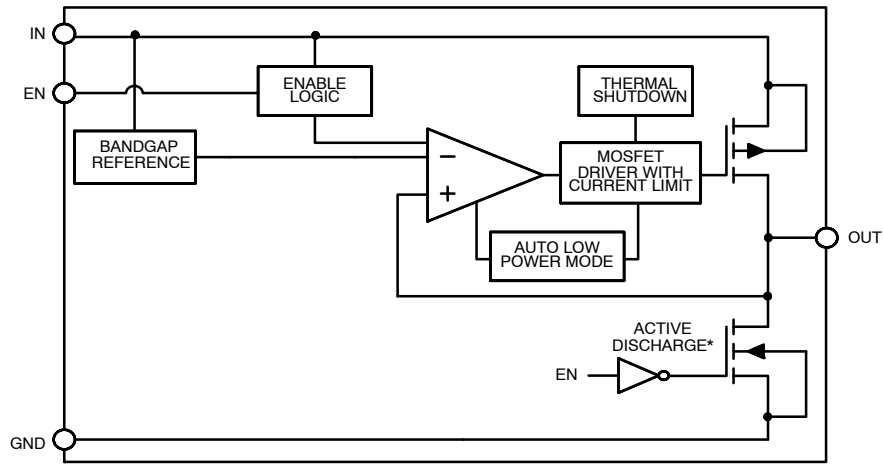 IN
EN
ENABLE
LOGIC
THERMAL
SHUTDOWN
BANDGAP
REFERENCE
−
+
MOSFET
DRIVER WITH
CURRENT LIMIT
AUTO LOW
POWER MODE
OUT
ACTIVE
DISCHARGE*
EN
GND